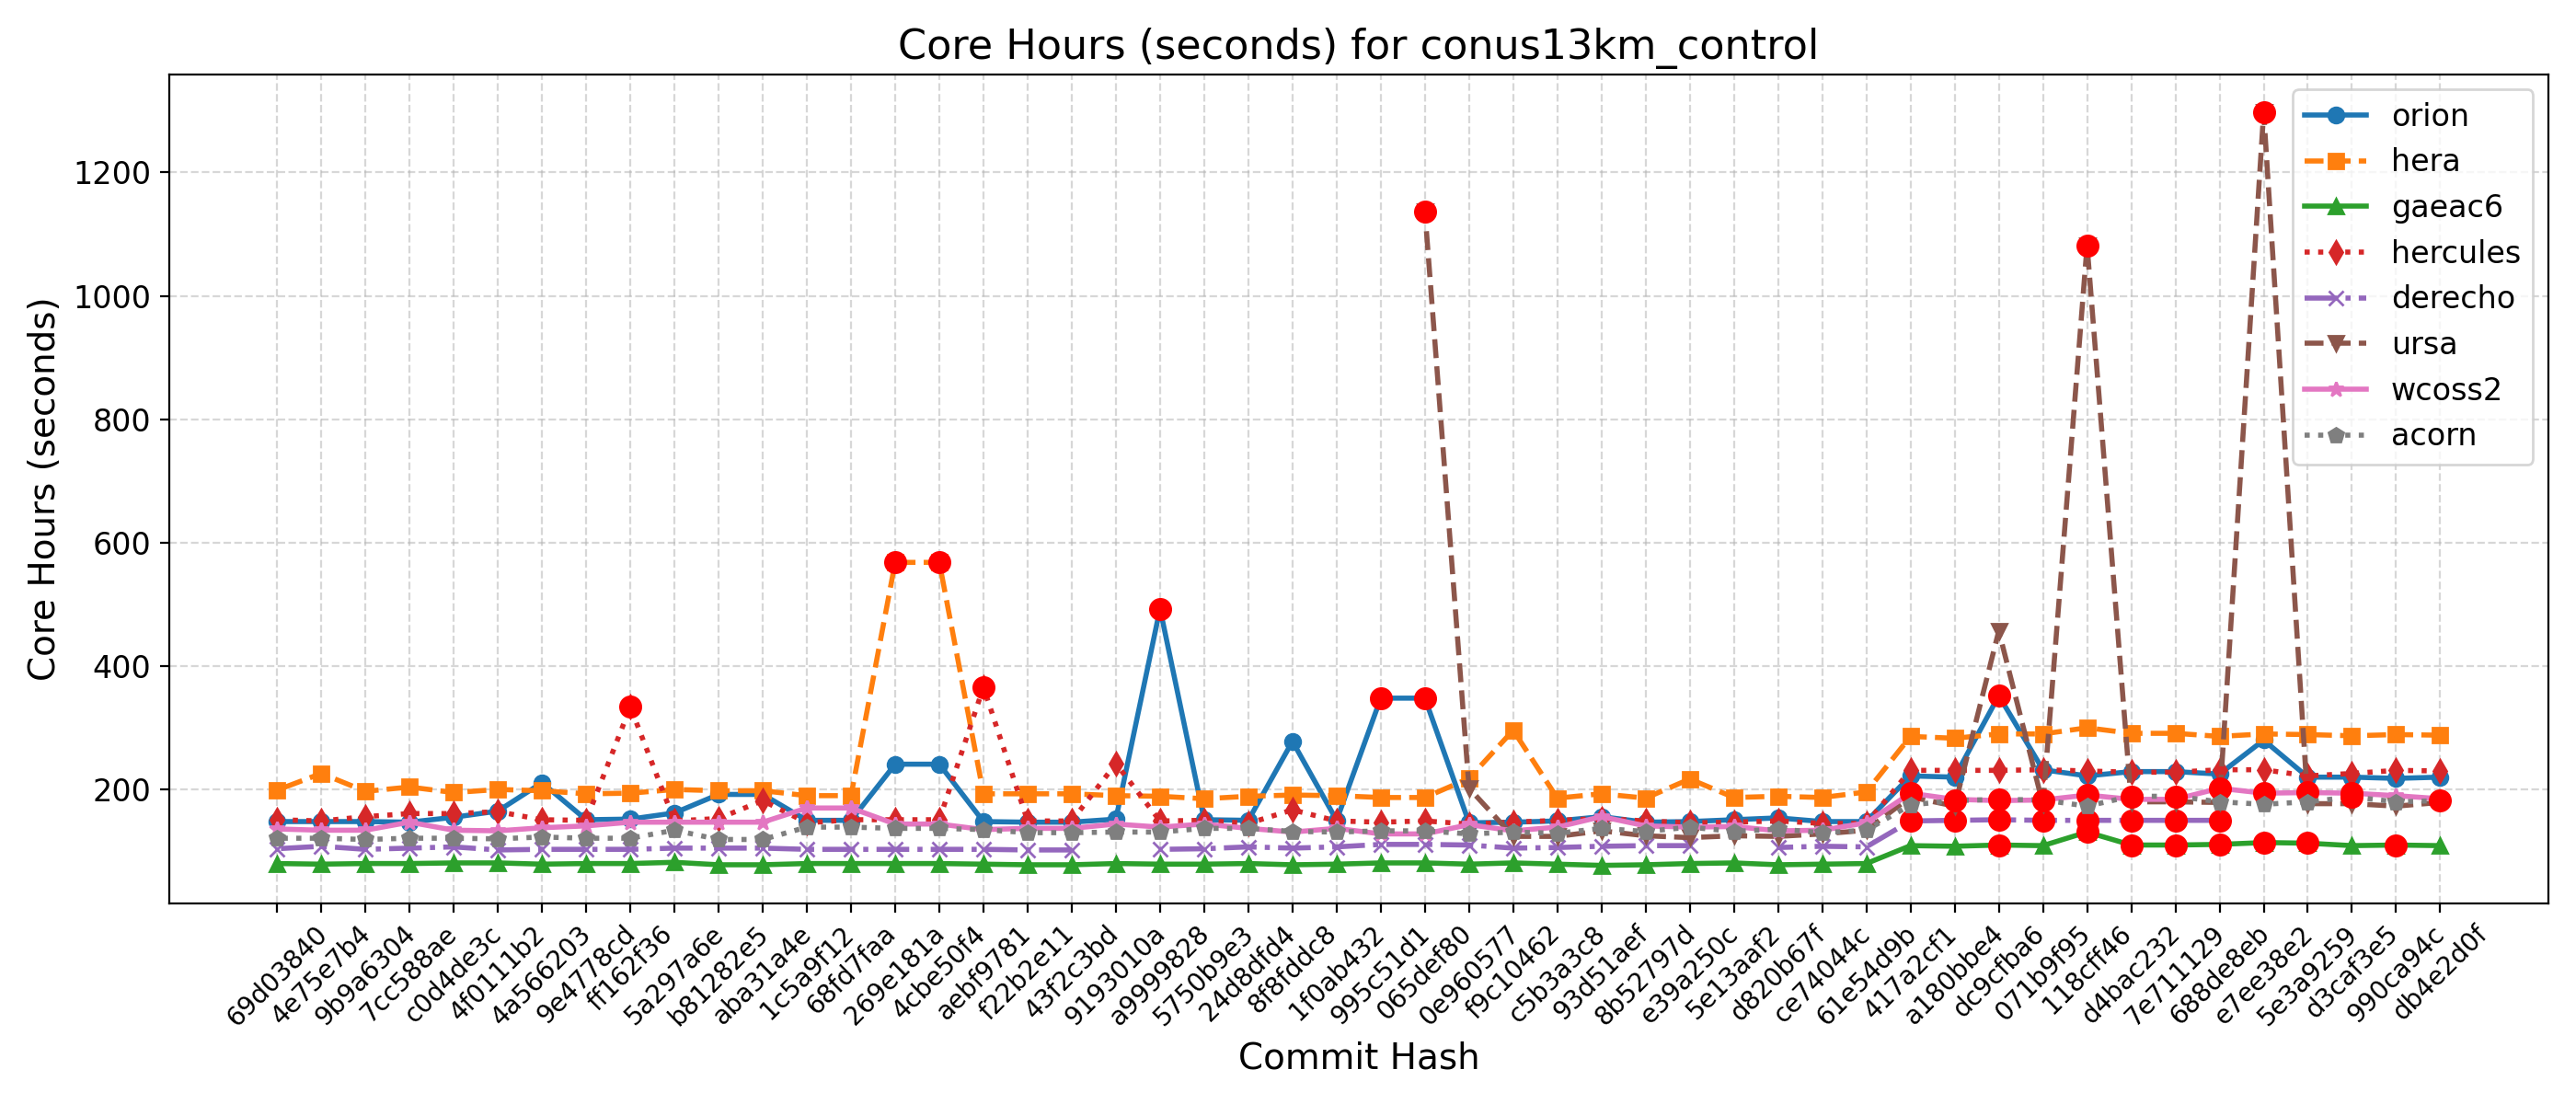 Core Hours (seconds) for conus13km_control
Core Hours (seconds)
1200
1000
800
600
400
200
orion
hera
gaeac6
hercules
derecho
ursa
wcoss2
acorn
69d03840
4e75e7b4
9b9a6304
7cc588ae
c0d4de3c
4f0111b2
4a566203
9e4778cd
ff162f36
5a297a6e
b81282e5
aba31a4e
1c5a9f12
68fd7faa
269e181a
4cbe50f4
aebf9781
f22b2e11
43f2c3bd
9193010a
a9999828
5750b9e3
24d8dfd4
8f8fddc8
1f0ab432
995c51d1
065def80
0e960577
f9c10462
c5b3a3c8
93d51aef
8b52797d
e39a250c
5e13aaf2
d820b67f
ce74044c
61e54d9b
417a2cf1
a180bbe4
dc9cfba6
071b9f95
118cff46
d4bac232
7e711129
688de8eb
e7ee38e2
5e3a9259
d3caf3e5
990ca94c
db4e2d0f
Commit Hash